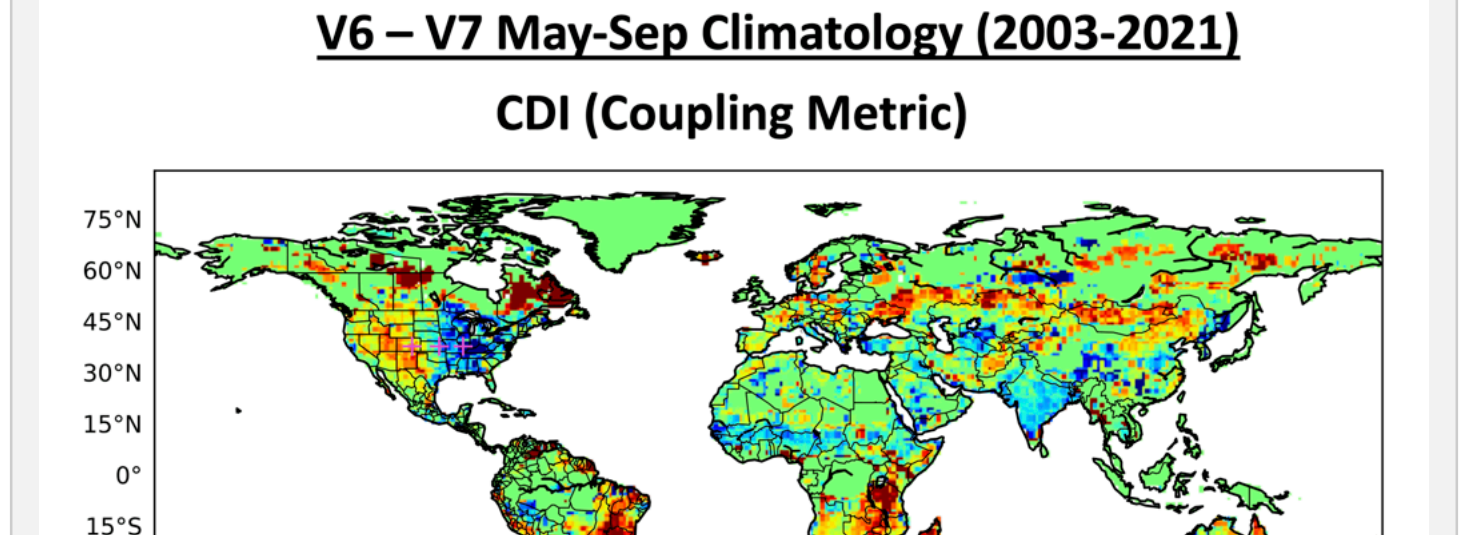 V6 – V7 May-Sep Climatology (2003-2021)
CDI (Coupling Metric)
75°N
60°N
45°N
30°N
15°N
0°
15°S